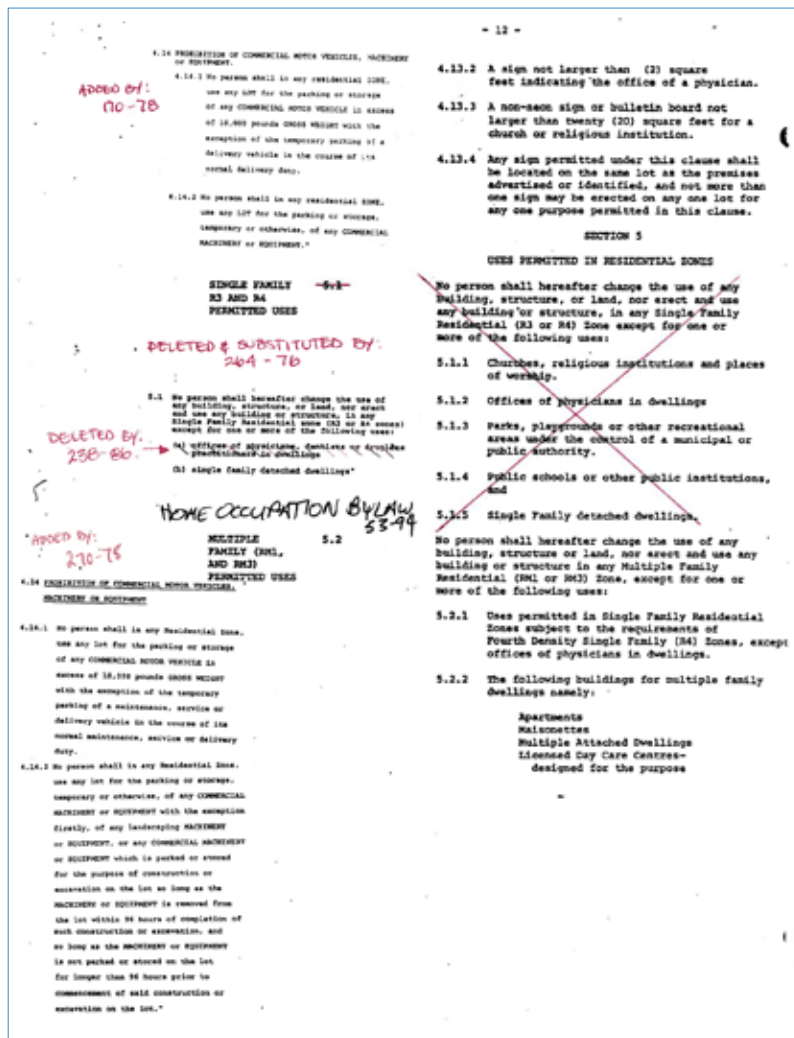 - 12 -
4.14 PROHIBITION OF COMMERCIAL MOTOR VEHICLES, MACHINERY
or EQUIPMENT.
ADDED BY:
170-78
4.14.1 No person shall in any residential ZONE,
use any LOT for the parking or storage
of any COMMERCIAL MOTOR VEHICLE in excess
of 18,000 pounds GROSS WEIGHT with the
exception of the temporary parking of a
delivery vehicle in the course of its
normal delivery duty.
4.14.2 No person shall in any residential ZONE,
use any LOT for the parking or storage,
temporary or otherwise, of any COMMERCIAL
MACHINERY or EQUIPMENT."
SINGLE FAMILY 5.1
R3 AND R4
PERMITTED USES
DELETED & SUBSTITUTED BY:
264-76
5.1 No person shall hereafter change the use of
any building, structure, or land, nor erect
and use any building or structure, in any
Single Family Residential zone (R3 or R4 zones)
except for one or more of the following uses:
DELETED BY:
238-86
(a) offices of physicians, dentists or drugless
practitioners in dwellings
(b) single family detached dwellings"
HOME OCCUPATION BYLAW
53-94
ADDED BY:
270-78
MULTIPLE 5.2
FAMILY (RM1,
AND RM3)
PERMITTED USES
4.14 PROHIBITION OF COMMERCIAL MOTOR VEHICLES,
MACHINERY OR EQUIPMENT
4.14.1 No person shall in any Residential Zone,
use any lot for the parking or storage
of any COMMERCIAL MOTOR VEHICLE in
excess of 18,000 pounds GROSS WEIGHT
with the exception of the temporary
parking of a maintenance, service or
delivery vehicle in the course of its
normal maintenance, service or delivery
duty.
4.14.2 No person shall in any Residential Zone,
use any lot for the parking or storage,
temporary or otherwise, of any COMMERCIAL
MACHINERY or EQUIPMENT with the exception
firstly, of any landscaping MACHINERY
or EQUIPMENT, or any COMMERCIAL MACHINERY
or EQUIPMENT which is parked or stored
for the purpose of construction or
excavation on the lot so long as the
MACHINERY or EQUIPMENT is removed from
the lot within 96 hours of completion of
such construction or excavation, and
so long as the MACHINERY or EQUIPMENT
is not parked or stored on the lot
for longer than 96 hours prior to
commencement of said construction or
excavation on the lot."
4.13.2 A sign not larger than (2) square
feet indicating the office of a physician.
4.13.3 A non-neon sign or bulletin board not
larger than twenty (20) square feet for a
church or religious institution.
4.13.4 Any sign permitted under this clause shall
be located on the same lot as the premises
advertised or identified, and not more than
one sign may be erected on any one lot for
any one purpose permitted in this clause.
SECTION 5
USES PERMITTED IN RESIDENTIAL ZONES
No person shall hereafter change the use of any
building, structure, or land, nor erect and use
any building or structure, in any Single Family
Residential (R3 or R4) Zone except for one or
more of the following uses:
5.1.1 Churches, religious institutions and places
of worship.
5.1.2 Offices of physicians in dwellings
5.1.3 Parks, playgrounds or other recreational
areas under the control of a municipal or
public authority.
5.1.4 Public schools or other public institutions,
and
5.1.5 Single Family detached dwellings.
No person shall hereafter change the use of any
building, structure or land, nor erect and use any
building or structure in any Multiple Family
Residential (RM1 or RM3) Zone, except for one or
more of the following uses:
5.2.1 Uses permitted in Single Family Residential
Zones subject to the requirements of
Fourth Density Single Family (R4) Zones, except
offices of physicians in dwellings.
5.2.2 The following buildings for multiple family
dwellings namely:
Apartments
Maisonettes
Multiple Attached Dwellings
Licensed Day Care Centres-
designed for the purpose